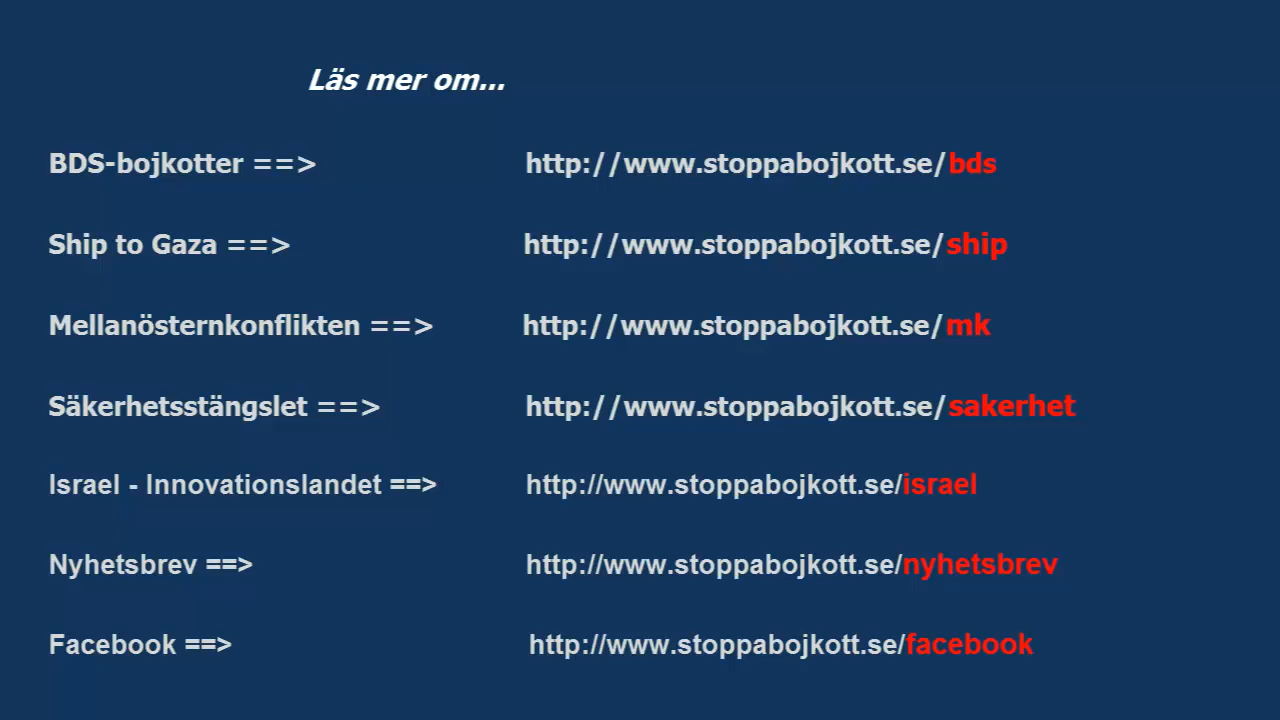 Läs mer om...
BDS-bojkotter ==> http://www.stoppabojkott.se/bds
Ship to Gaza ==> http://www.stoppabojkott.se/ship
Mellanösternkonflikten ==> http://www.stoppabojkott.se/mk
Säkerhetsstängslet ==> http://www.stoppabojkott.se/sakerhet
Israel - Innovationslandet ==> http://www.stoppabojkott.se/israel
Nyhetsbrev ==> http://www.stoppabojkott.se/nyhetsbrev
Facebook ==> http://www.stoppabojkott.se/facebook